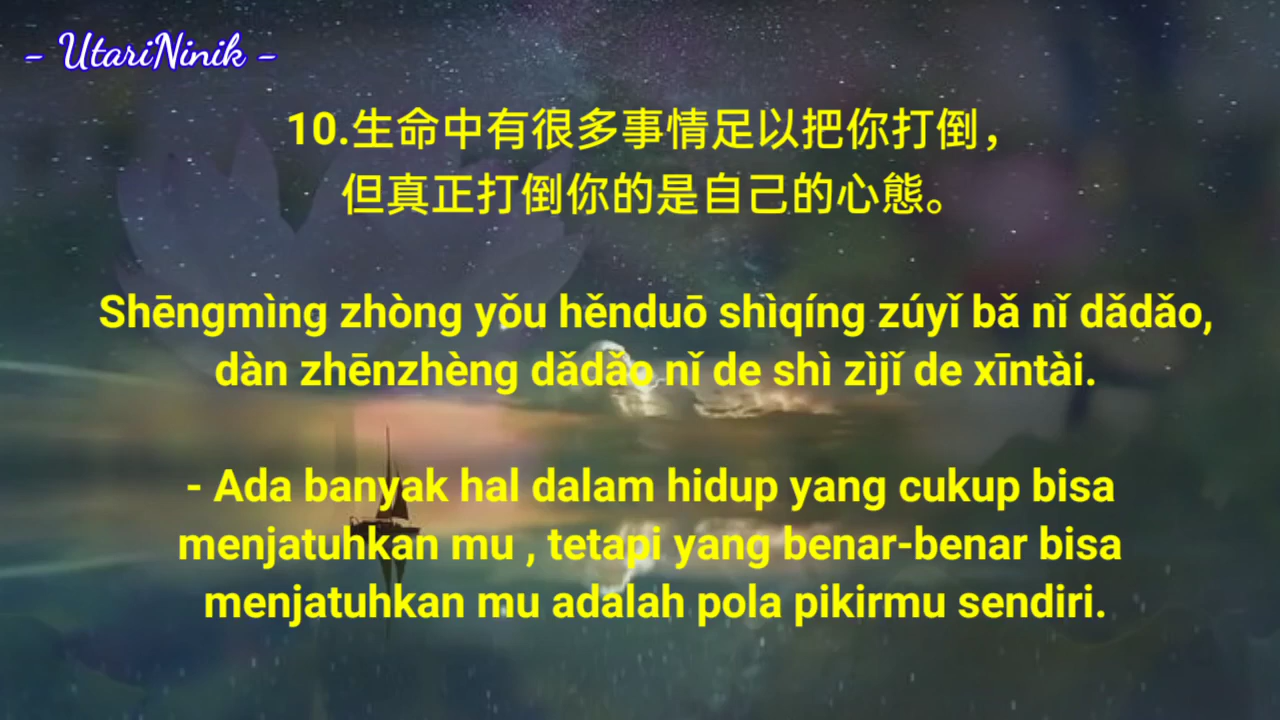 - UtariNinik -
10.生命中有很多事情足以把你打倒，
但真正打倒你的是自己的心態。
Shēngmìng zhòng yǒu hěnduō shìqíng zúyǐ bǎ nǐ dǎdǎo,
dàn zhēnzhèng dǎdǎo nǐ de shì zìjǐ de xīntài.
- Ada banyak hal dalam hidup yang cukup bisa
menjatuhkan mu , tetapi yang benar-benar bisa
menjatuhkan mu adalah pola pikirmu sendiri.